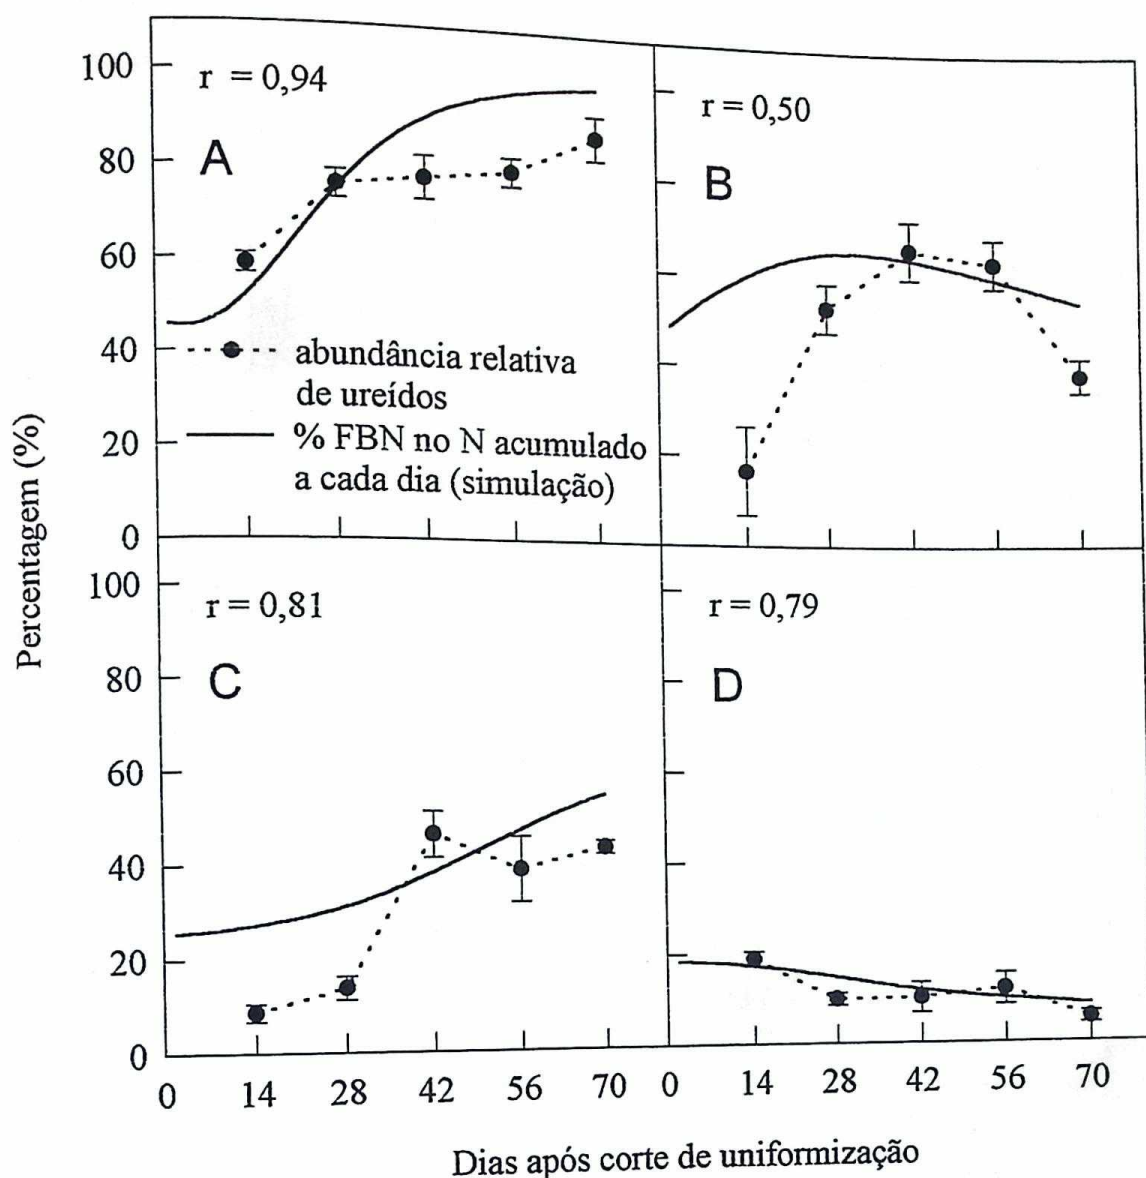 Percentagem (%)
100
80
60
40
20
0
r = 0,94
A
abundância relativa
de ureídos
% FBN no N acumulado
a cada dia (simulação)
r = 0,50
B
100
80
60
40
20
0
r = 0,81
C
r = 0,79
D
0 14 28 42 56 70 0 14 28 42 56 70
Dias após corte de uniformização